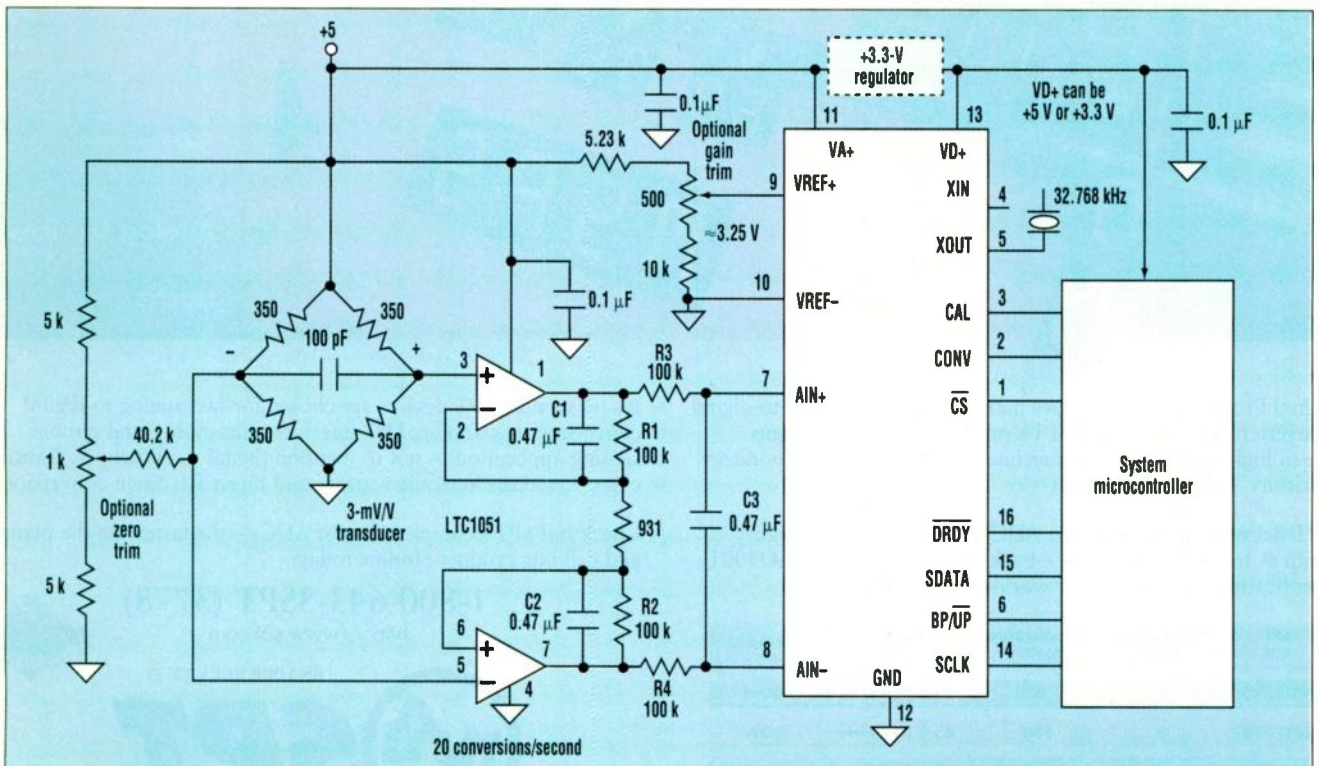 +5
+3.3-V
regulator
0.1 µF
VD+ can be
+5 V or +3.3 V
0.1 µF
11
13
5.23 k
Optional
gain
trim
VA+
VD+
9
VREF+
XIN
4
32.768 kHz
500
≈3.25 V
XOUT
5
10 k
10
VREF–
CAL
3
0.1 µF
5 k
350
350
100 pF
–
+
CONV
2
3
+
1
R3
100 k
7
AIN+
CS
1
–
2
C1
0.47 µF
R1
100k
350
350
40.2 k
1 k
Optional
zero
trim
3-mV/V
transducer
LTC1051
C3
0.47 µF
System
microcontroller
931
DRDY
16
C2
0.47 µF
R2
100k
SDATA
15
6
+
BP/UP
6
5
–
7
R4
100 k
8
AIN–
SCLK
14
5 k
4
GND
12
20 conversions/second